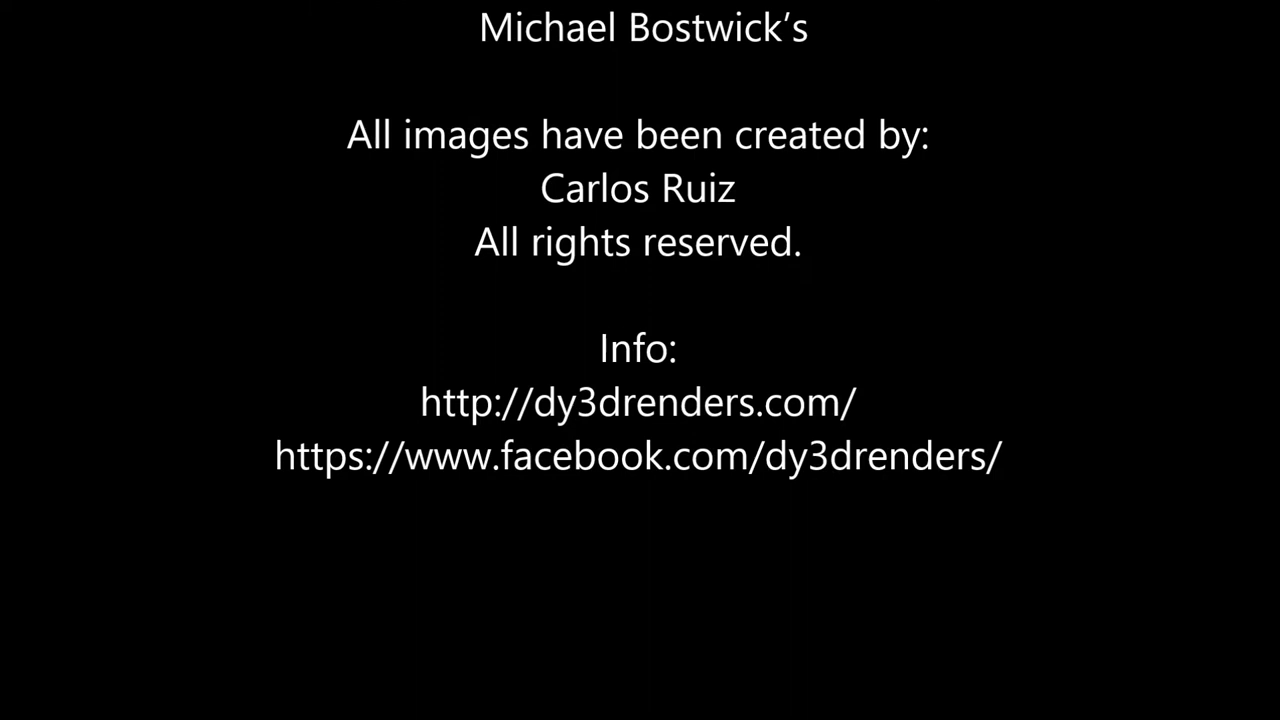 Michael Bostwick‘s
All images have been created by:
Carlos Ruiz
All rights reserved.
Info:
http://dy3drenders.com/
https://www.facebook.com/dy3drenders/